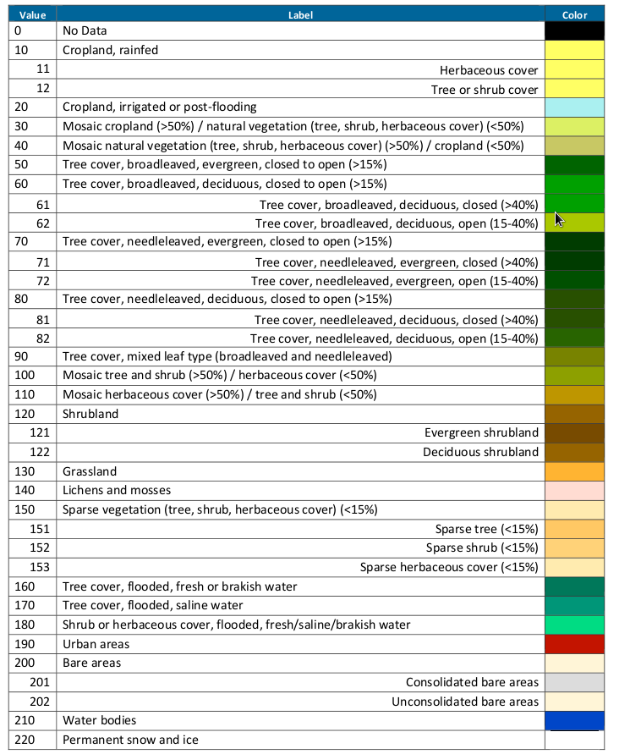 Value Label Color
0 No Data
10 Cropland, rainfed
11 Herbaceous cover
12 Tree or shrub cover
20 Cropland, irrigated or post-flooding
30 Mosaic cropland (>50%) / natural vegetation (tree, shrub, herbaceous cover) (<50%)
40 Mosaic natural vegetation (tree, shrub, herbaceous cover) (>50%) / cropland (<50%)
50 Tree cover, broadleaved, evergreen, closed to open (>15%)
60 Tree cover, broadleaved, deciduous, closed to open (>15%)
61 Tree cover, broadleaved, deciduous, closed (>40%)
62 Tree cover, broadleaved, deciduous, open (15-40%)
70 Tree cover, needleleaved, evergreen, closed to open (>15%)
71 Tree cover, needleleaved, evergreen, closed (>40%)
72 Tree cover, needleleaved, evergreen, open (15-40%)
80 Tree cover, needleleaved, deciduous, closed to open (>15%)
81 Tree cover, needleleaved, deciduous, closed (>40%)
82 Tree cover, needleleaved, deciduous, open (15-40%)
90 Tree cover, mixed leaf type (broadleaved and needleleaved)
100 Mosaic tree and shrub (>50%) / herbaceous cover (<50%)
110 Mosaic herbaceous cover (>50%) / tree and shrub (<50%)
120 Shrubland
121 Evergreen shrubland
122 Deciduous shrubland
130 Grassland
140 Lichens and mosses
150 Sparse vegetation (tree, shrub, herbaceous cover) (<15%)
151 Sparse tree (<15%)
152 Sparse shrub (<15%)
153 Sparse herbaceous cover (<15%)
160 Tree cover, flooded, fresh or brakish water
170 Tree cover, flooded, saline water
180 Shrub or herbaceous cover, flooded, fresh/saline/brakish water
190 Urban areas
200 Bare areas
201 Consolidated bare areas
202 Unconsolidated bare areas
210 Water bodies
220 Permanent snow and ice